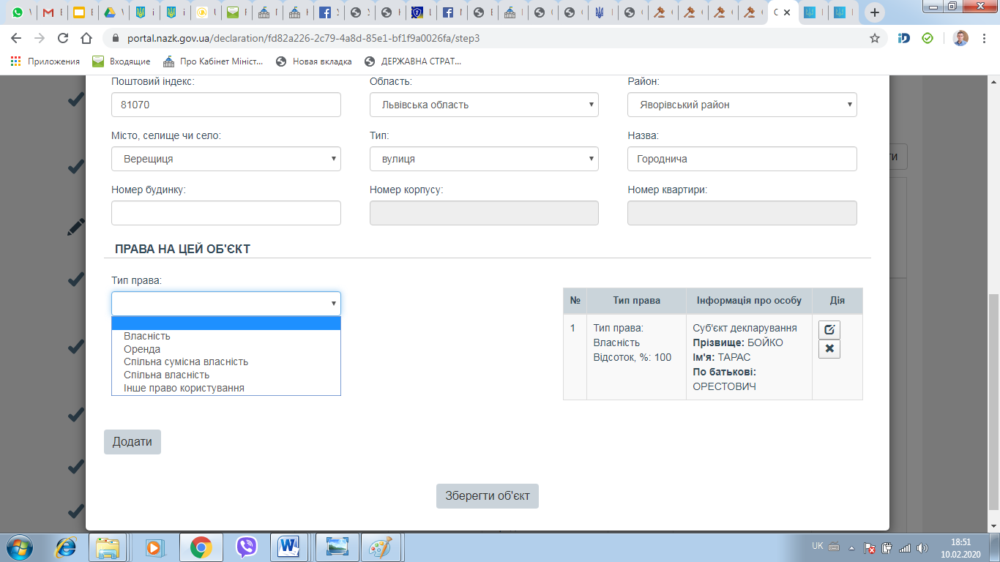 portal.nazk.gov.ua/declaration/fd82a226-2c79-4a8d-85e1-bf1f9a0026fa/step3
Приложения Входящие Про Кабінет Мініст... Новая вкладка ДЕРЖАВНА СТРАТ...
Поштовий індекс: Область: Район:
81070 Львівська область Яворівський район
Місто, селище чи село: Тип: Назва:
Верещиця вулиця Городнича
Номер будинку: Номер корпусу: Номер квартири:
ПРАВА НА ЦЕЙ ОБ'ЄКТ
Тип права:
Власність
Оренда
Спільна сумісна власність
Спільна власність
Інше право користування
№ Тип права Інформація про особу Дія
1 Тип права: Суб'єкт декларування
Власність Прізвище: БОЙКО
Відсоток, %: 100 Ім'я: ТАРАС
По батькові:
ОРЕСТОВИЧ
Додати
Зберегти об'єкт
UK 18:51
10.02.2020